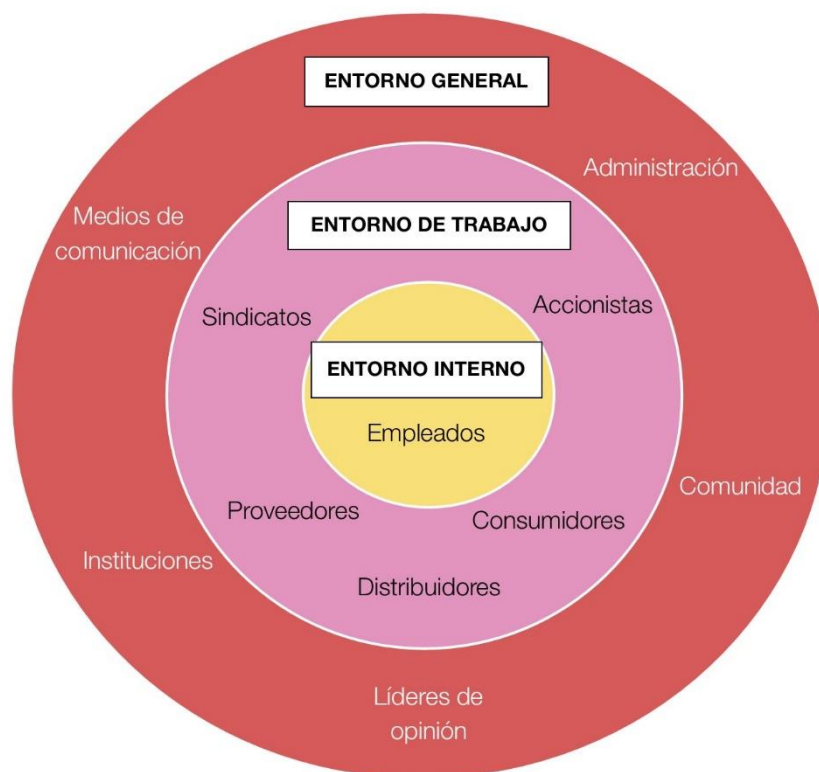 ENTORNO GENERAL
Administración
Medios de
comunicación
ENTORNO DE TRABAJO
Accionistas
Sindicatos
ENTORNO INTERNO
Empleados
Comunidad
Proveedores
Consumidores
Instituciones
Distribuidores
Líderes de
opinión